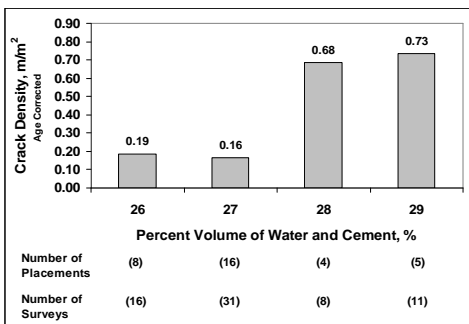 Crack Density, m/m²
Age Corrected
0.90
0.80
0.70
0.60
0.50
0.40
0.30
0.20
0.10
0.00
0.19
0.16
0.68
0.73
26 27 28 29
Percent Volume of Water and Cement, %
Number of Placements (8) (16) (4) (5)
Number of Surveys (16) (31) (8) (11)